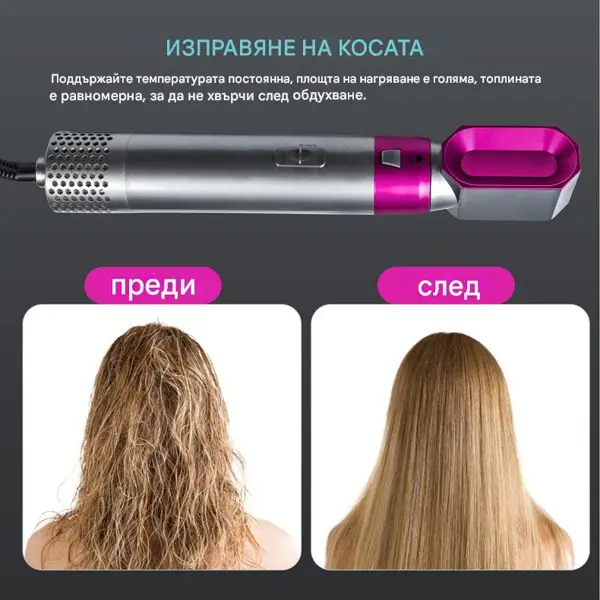 ИЗПРАВЯНЕ НА КОСАТА
Поддържайте температурата постоянна, площта на нагряване е голяма, топлината
е равномерна, за да не хвърчи след обдухване.
преди
след